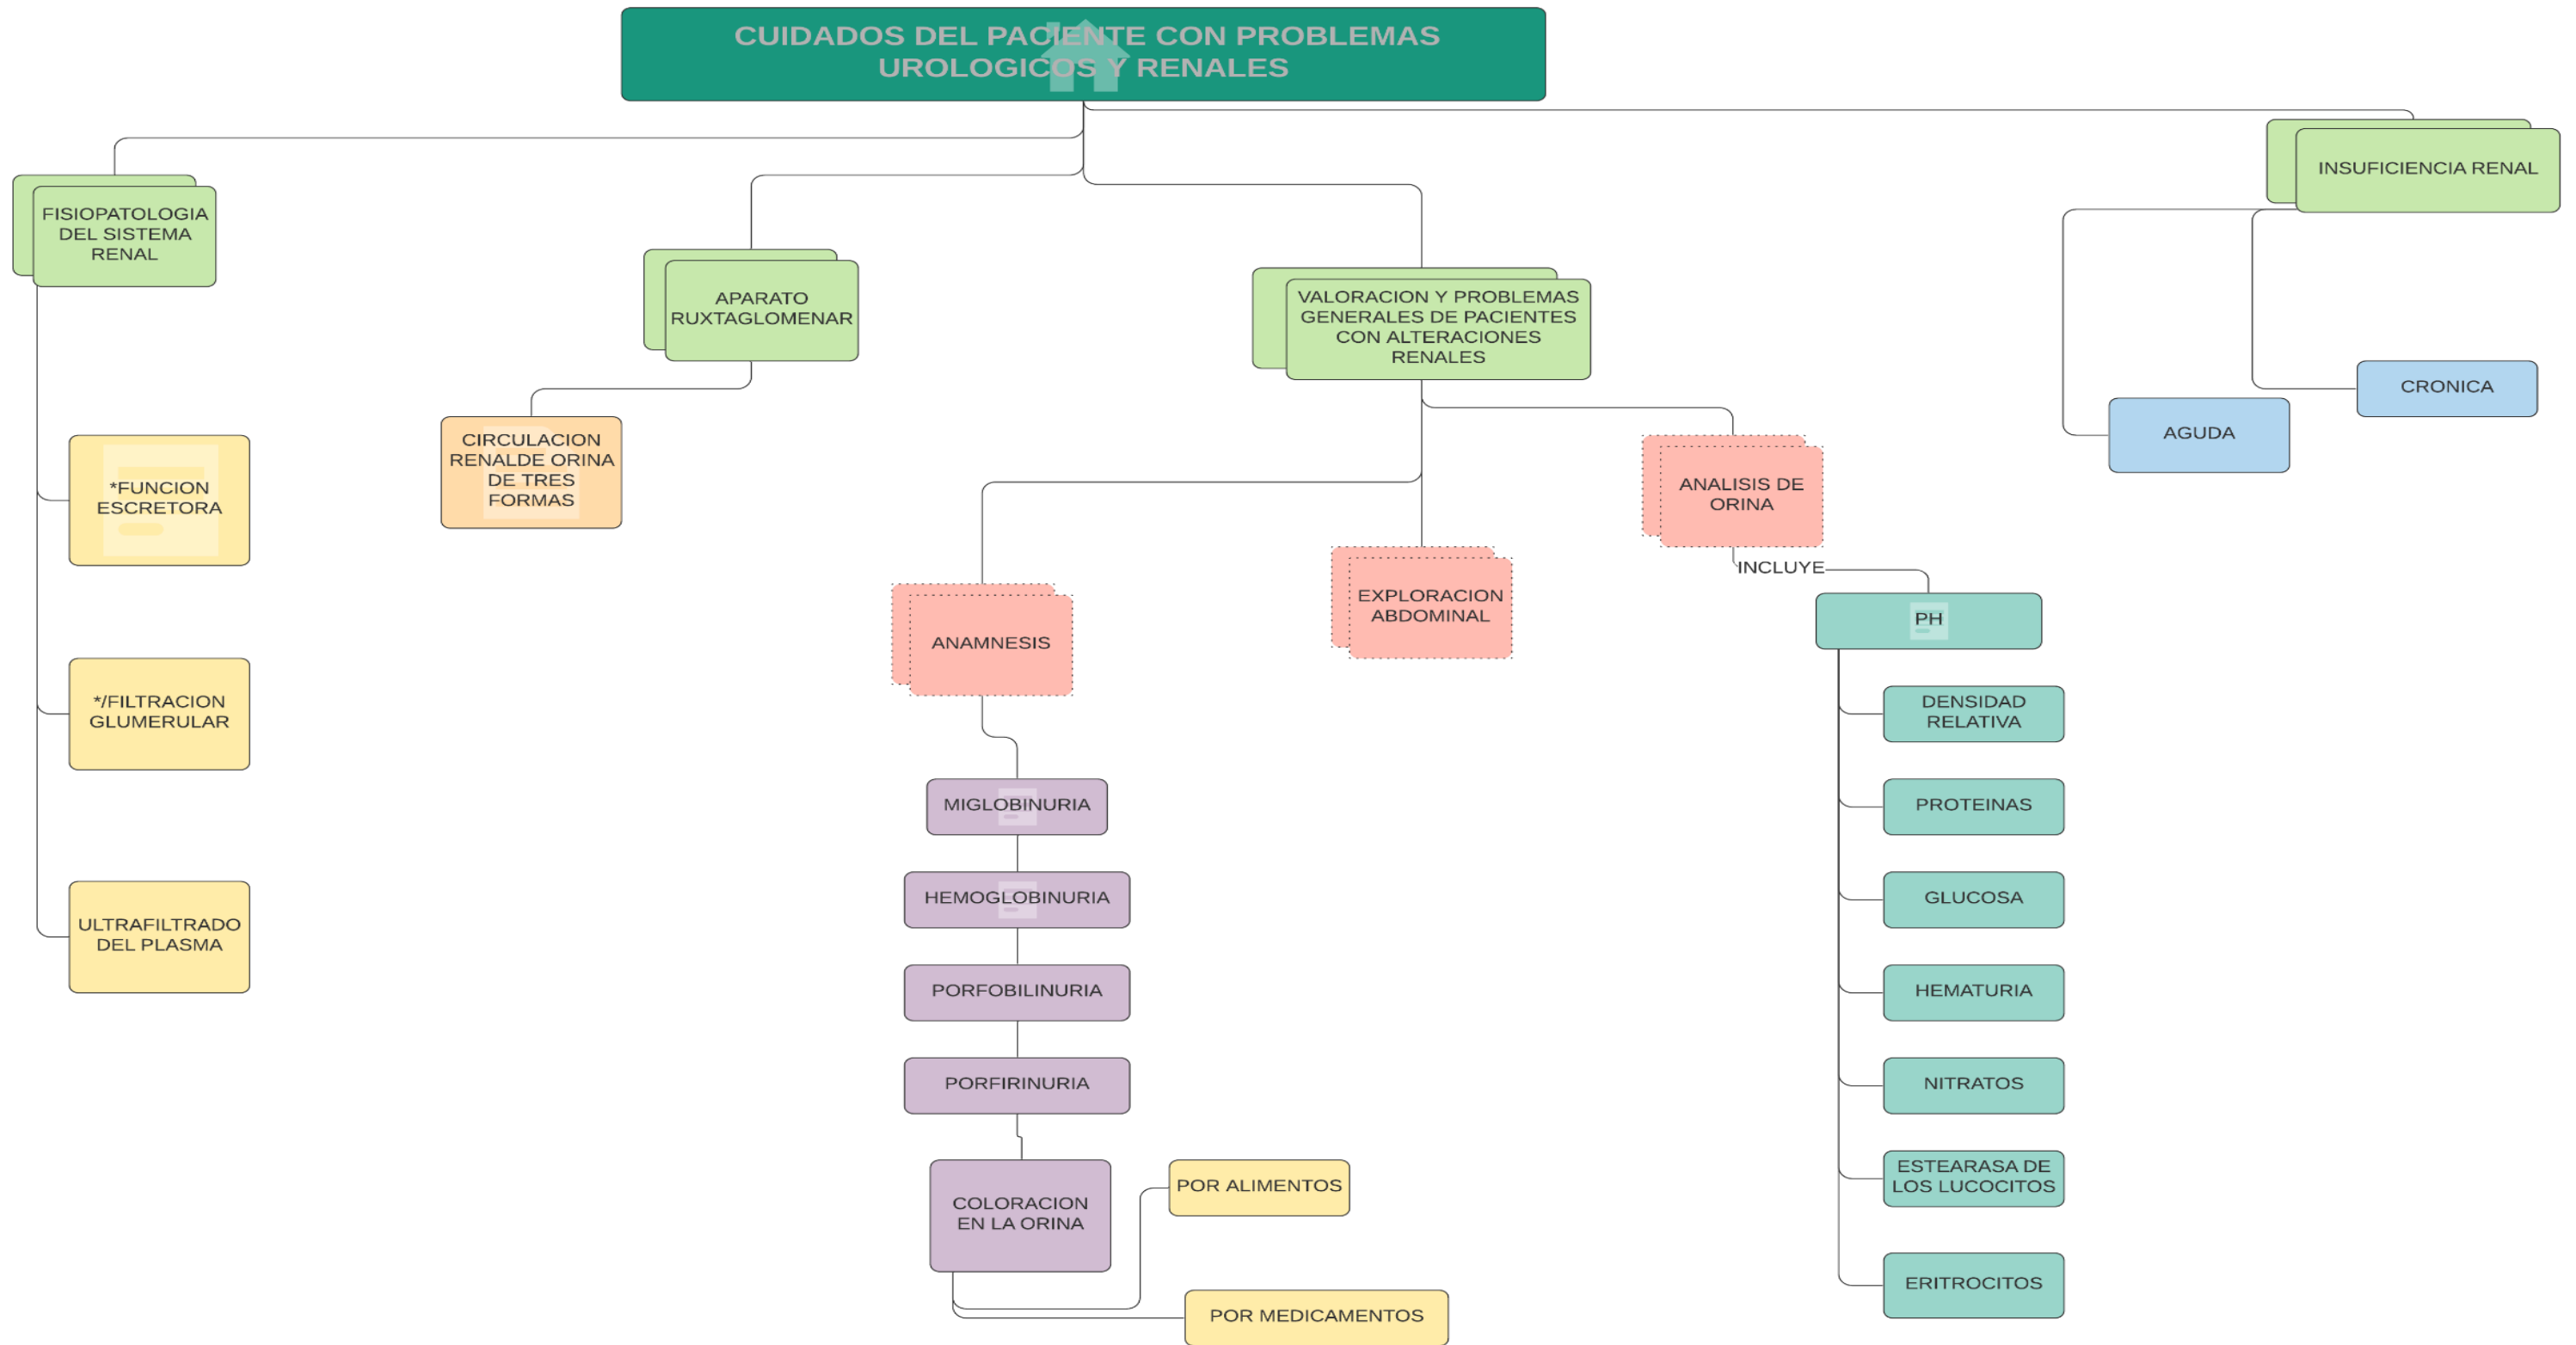 CUIDADOS DEL PACIENTE CON PROBLEMAS
UROLOGICOS Y RENALES
FISIOPATOLOGIA
DEL SISTEMA
RENAL
*FUNCION
ESCRETORA
*/FILTRACION
GLUMERULAR
ULTRAFILTRADO
DEL PLASMA
APARATO
RUXTAGLOMENAR
CIRCULACION
RENALDE ORINA
DE TRES
FORMAS
VALORACION Y PROBLEMAS
GENERALES DE PACIENTES
CON ALTERACIONES
RENALES
ANAMNESIS
MIGLOBINURIA
HEMOGLOBINURIA
PORFOBILINURIA
PORFIRINURIA
COLORACION
EN LA ORINA
POR ALIMENTOS
POR MEDICAMENTOS
EXPLORACION
ABDOMINAL
ANALISIS DE
ORINA
INCLUYE
PH
DENSIDAD
RELATIVA
PROTEINAS
GLUCOSA
HEMATURIA
NITRATOS
ESTEARASA DE
LOS LUCOCITOS
ERITROCITOS
INSUFICIENCIA RENAL
AGUDA
CRONICA